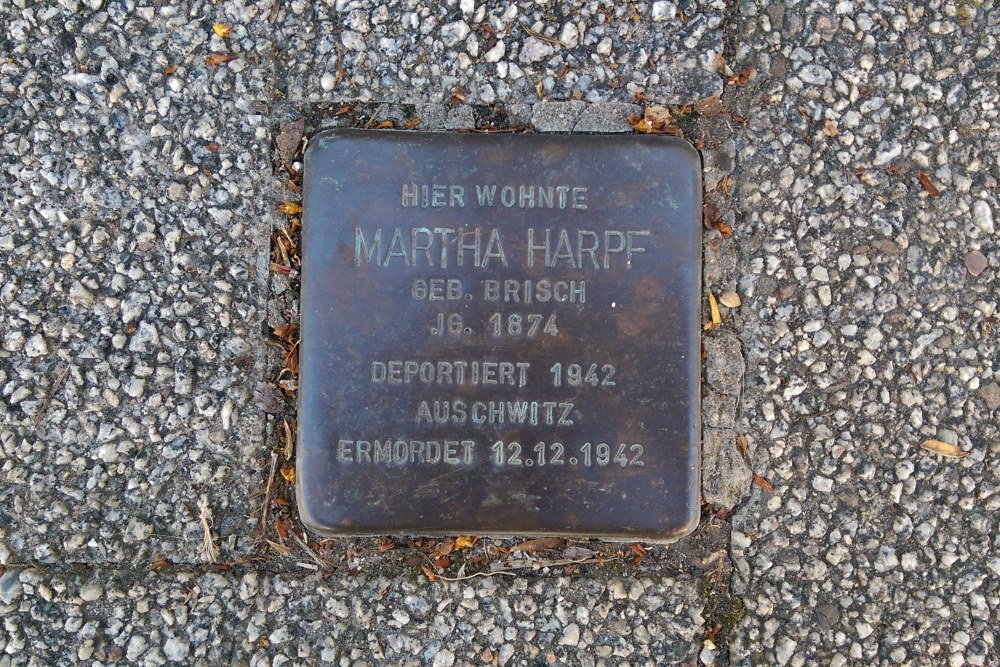 HIER WOHNTE
MARTHA HARPF
GEB. BRISCH
JG. 1874
DEPORTIERT 1942
AUSCHWITZ
ERMORDET 12.12.1942